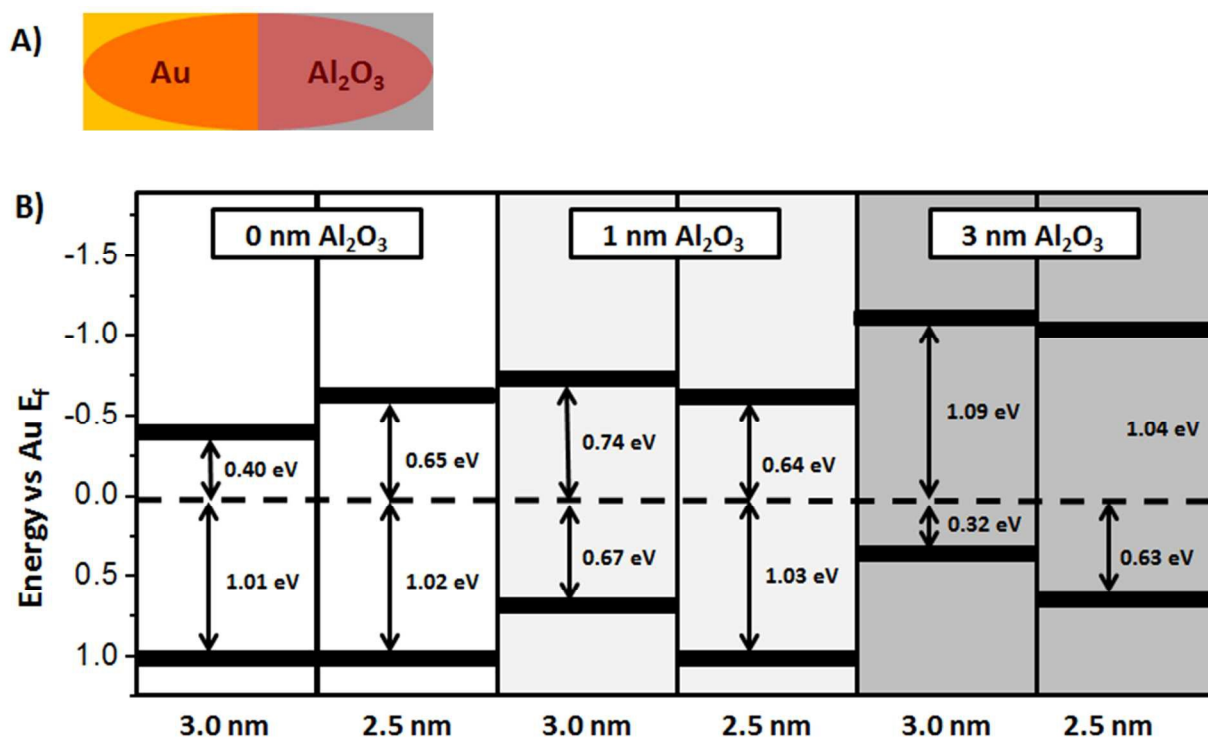 A)
Au Al₂O₃
B)
0 nm Al₂O₃ 1 nm Al₂O₃ 3 nm Al₂O₃
Energy vs Au E_f
-1.5
-1.0
-0.5
0.0
0.5
1.0
0.40 eV 0.65 eV 0.74 eV 0.64 eV 1.09 eV 1.04 eV
1.01 eV 1.02 eV 0.67 eV 1.03 eV 0.32 eV 0.63 eV
3.0 nm 2.5 nm 3.0 nm 2.5 nm 3.0 nm 2.5 nm